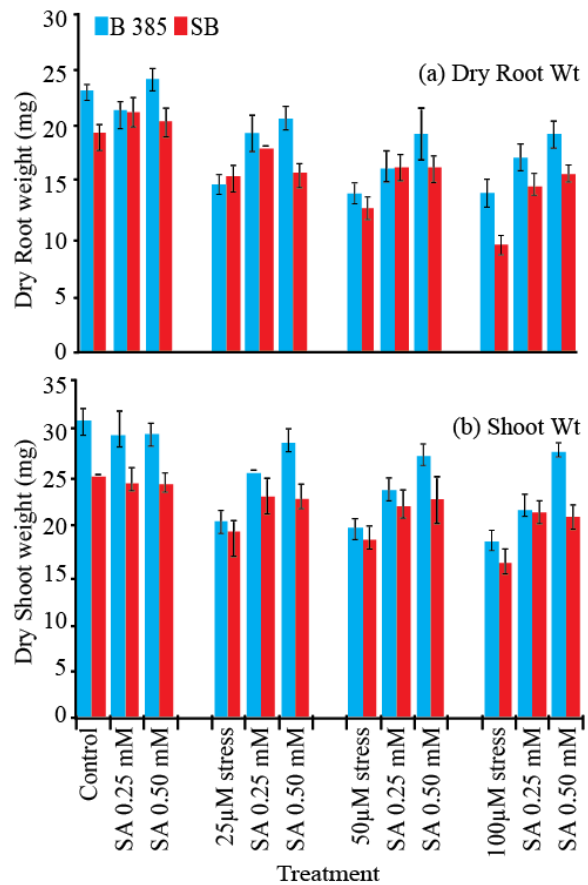 30
B 385 SB
25
(a) Dry Root Wt
20
15
10
5
0
Dry Root weight (mg)
35
30
(b) Shoot Wt
25
20
15
10
5
0
Dry Shoot weight (mg)
Control
SA 0.25 mM
SA 0.50 mM
25µM stress
SA 0.25 mM
SA 0.50 mM
50µM stress
SA 0.25 mM
SA 0.50 mM
100µM stress
SA 0.25 mM
SA 0.50 mM
Treatment